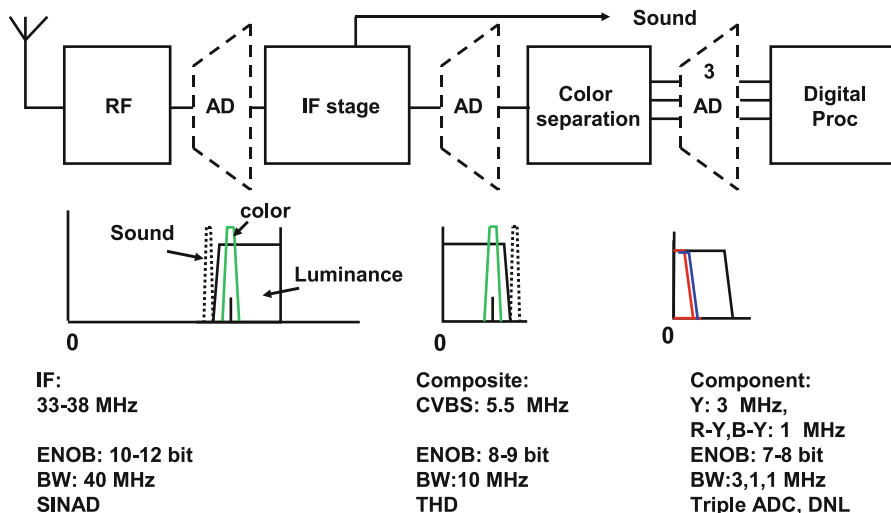 Sound
RF
AD
IF stage
AD
Color
separation
3
AD
Digital
Proc
Sound
color
Luminance
0
0
0
IF:
33-38 MHz
ENOB: 10-12 bit
BW: 40 MHz
SINAD
Composite:
CVBS: 5.5 MHz
ENOB: 8-9 bit
BW:10 MHz
THD
Component:
Y: 3 MHz,
R-Y,B-Y: 1 MHz
ENOB: 7-8 bit
BW:3,1,1 MHz
Triple ADC, DNL